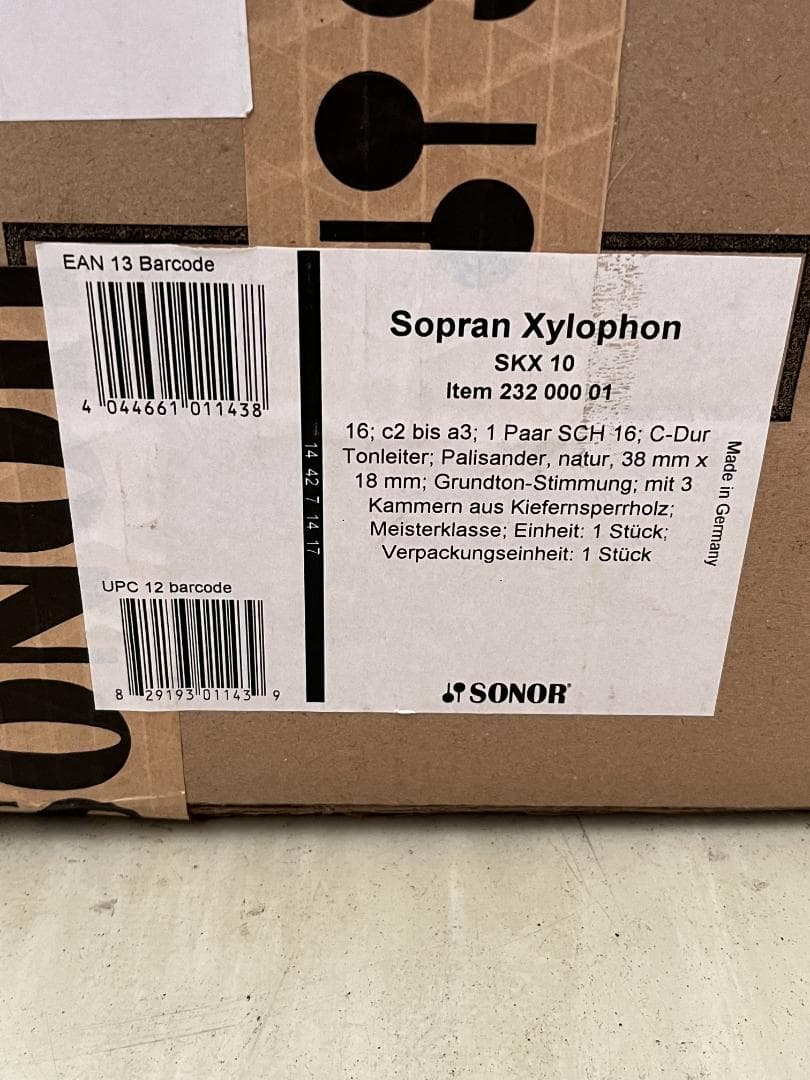 EAN 13 Barcode
4 044661 011438
UPC 12 barcode
8 29193 01143 9
14 42 7 14 17
Sopran Xylophon
SKX 10
Item 232 000 01
16; c2 bis a3; 1 Paar SCH 16; C-Dur
Tonleiter; Palisander, natur, 38 mm x
18 mm; Grundton-Stimmung; mit 3
Kammern aus Kiefernsperrholz;
Meisterklasse; Einheit: 1 Stück;
Verpackungseinheit: 1 Stück
Made in Germany
SONOR